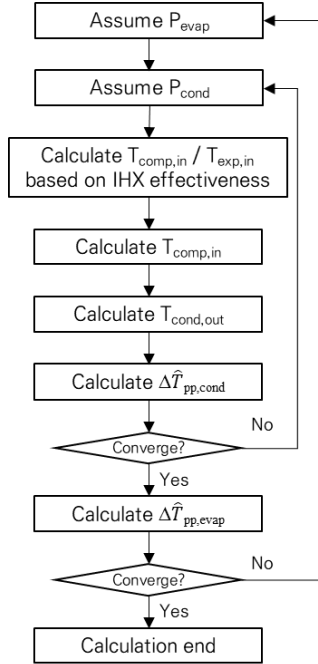 Assume P_evap
Assume P_cond
Calculate T_comp,in / T_exp,in
based on IHX effectiveness
Calculate T_comp,in
Calculate T_cond,out
Calculate ΔT̂_pp,cond
Converge?
No
Yes
Calculate ΔT̂_pp,evap
Converge?
No
Yes
Calculation end